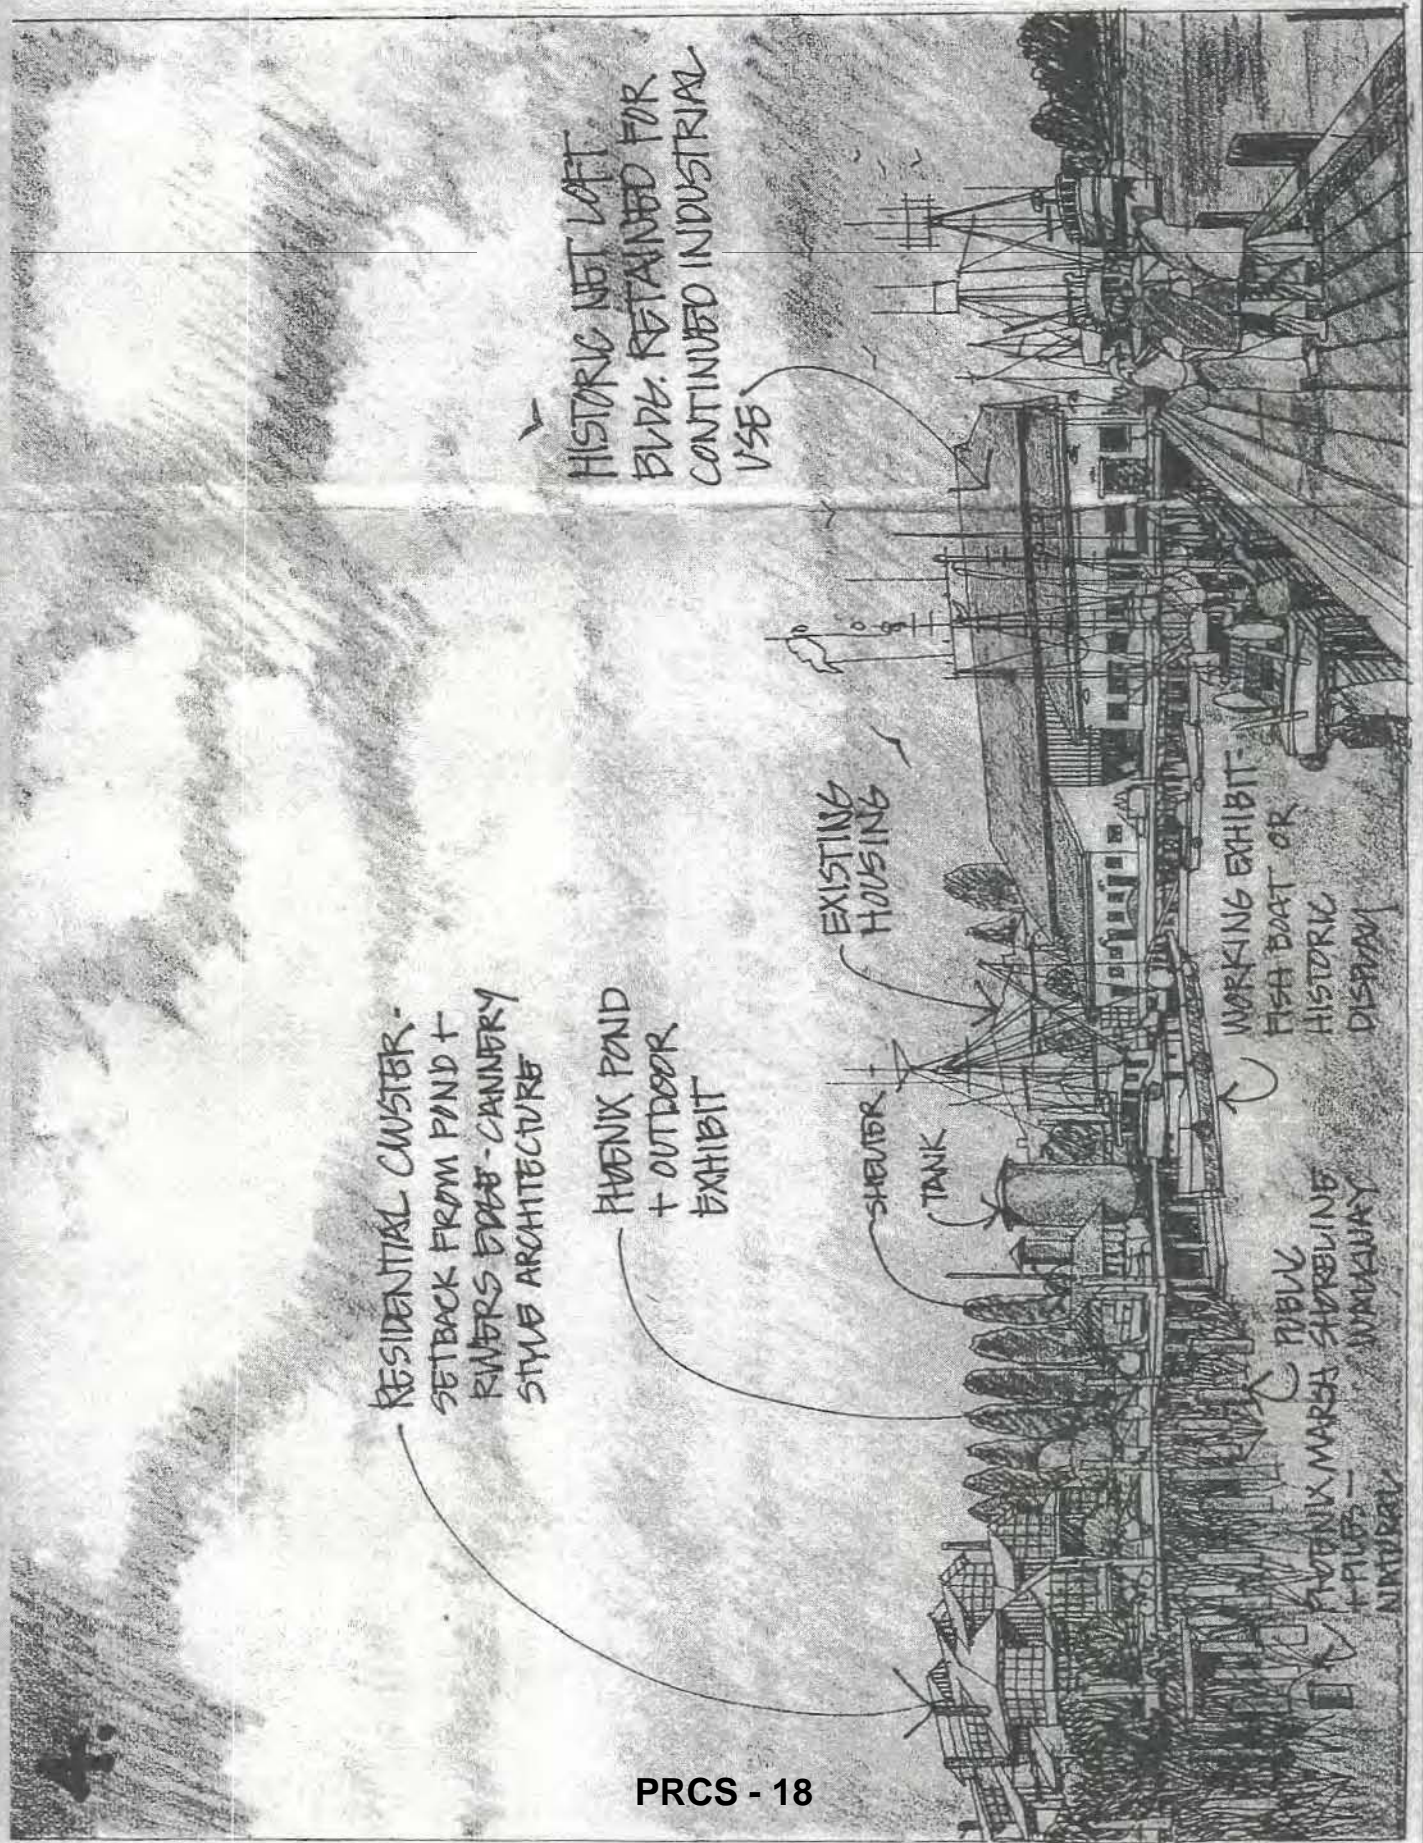 4.
RESIDENTIAL CLUSTER -
SETBACK FROM POND +
RIVERS EDGE - CANNERY
STYLE ARCHITECTURE
PHOENIX POND
+ OUTDOOR
EXHIBIT
SHELTER
TANK
EXISTING
HOUSING
HISTORIC NET LOFT
BLDG. RETAINED FOR
CONTINUED INDUSTRIAL
USE
WORKING EXHIBIT -
FISH BOAT OR
HISTORIC
DISPLAY
PUBLIC
SHORELINE
WALKWAY
PHOENIX MARSH
+ PIER -
NATURAL
PRCS - 18